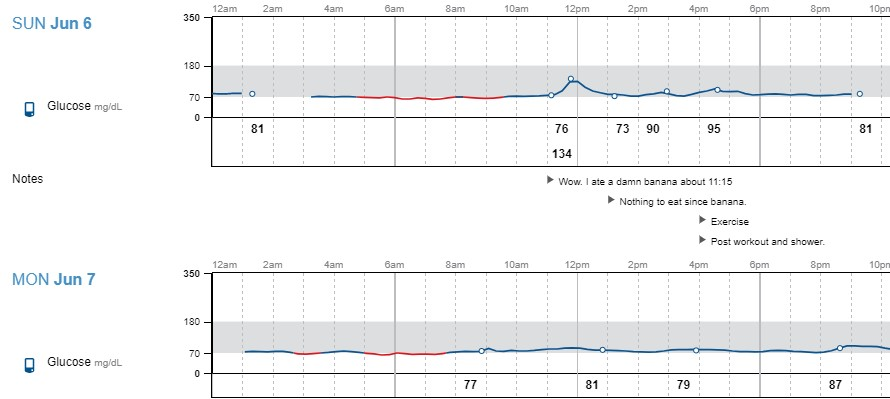 12am 2am 4am 6am 8am 10am 12pm 2pm 4pm 6pm 8pm
SUN Jun 6
350
180
Glucose mg/dL
70
0
81 76 73 90 95 81
134
Notes
Wow. I ate a damn banana about 11:15
Nothing to eat since banana.
Exercise
Post workout and shower.
12am 2am 4am 6am 8am 10am 12pm 2pm 4pm 6pm 8pm
MON Jun 7
350
180
Glucose mg/dL
70
0
77 81 79 87